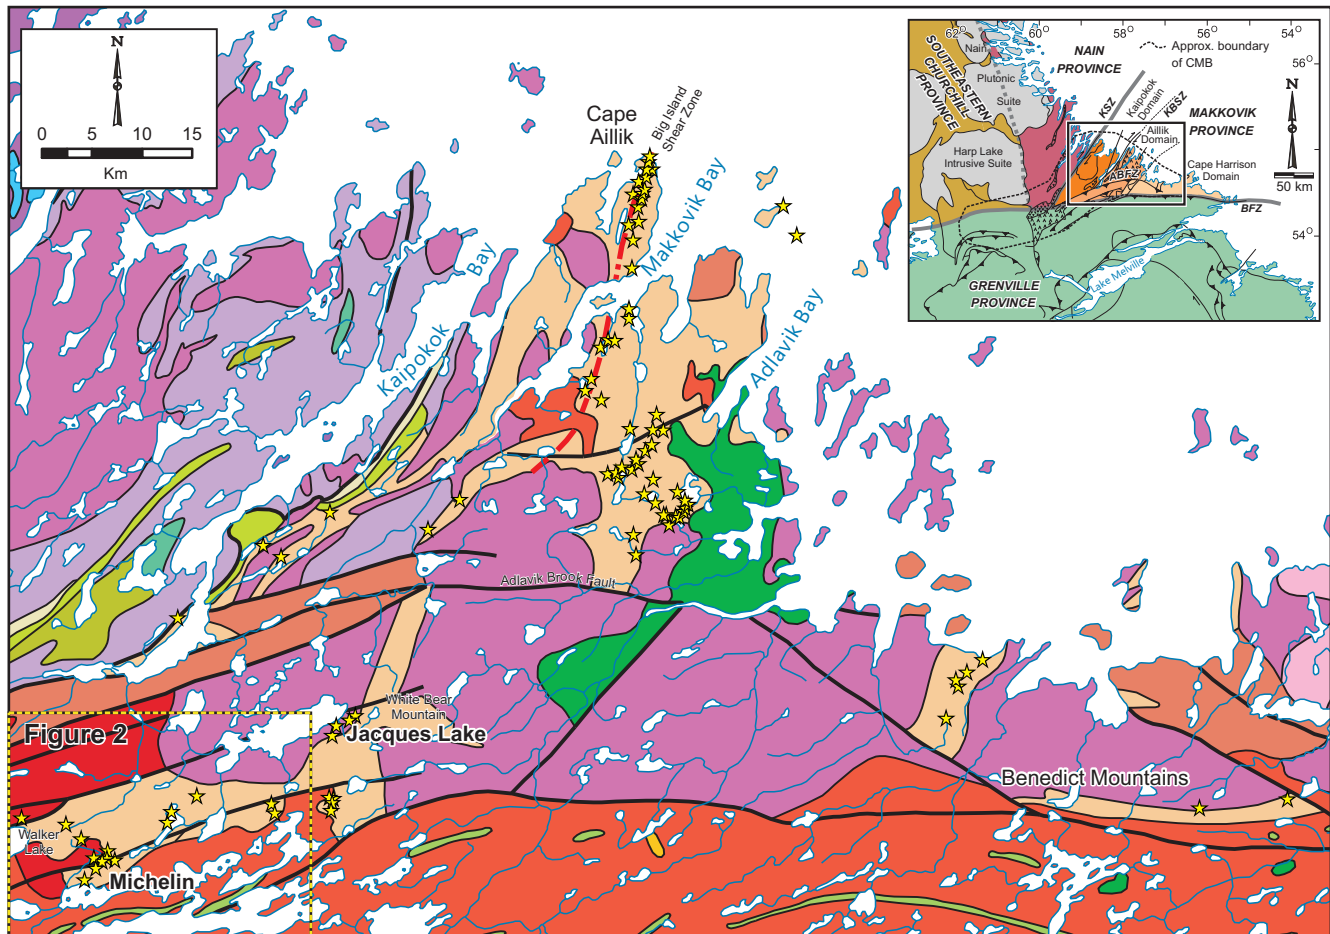 N
0 5 10 15
Km
Cape
Aillik
Big Island
Shear Zone
Makkovik Bay
Kaipokok
Bay
Adlavik Bay
Adlavik Brook Fault
White Bear
Mountain
Jacques Lake
Figure 2
Walker
Lake
Michelin
Benedict Mountains
62° 60° 58° 56° 54°
56°
54°
Nain
Plutonic
Suite
NAIN
PROVINCE
Approx. boundary
of CMB
SOUTHEASTERN
CHURCHILL
PROVINCE
KSZ
Kaipokok
Domain
KBSZ
MAKKOVIK
PROVINCE
Aillik
Domain
Harp Lake
Intrusive Suite
ABFZ
Cape Harrison
Domain
N
50 km
BFZ
Lake Melville
GRENVILLE
PROVINCE